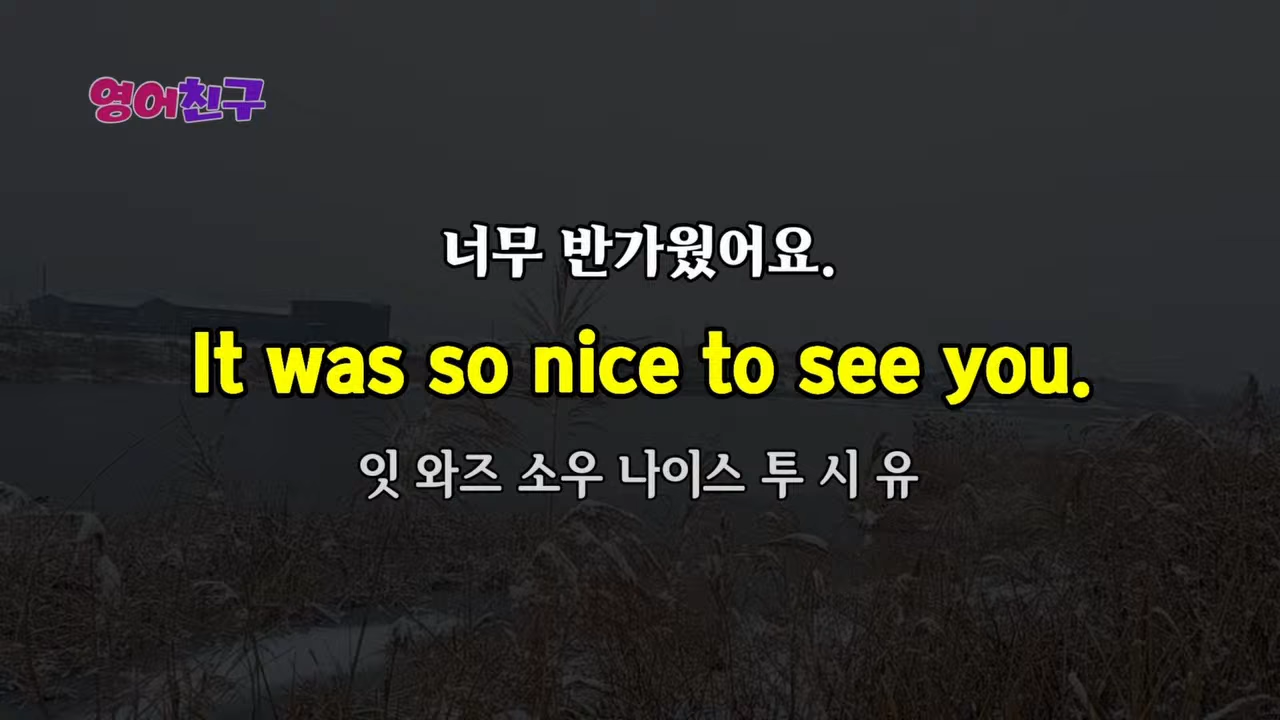 영어친구
너무 반가웠어요.
It was so nice to see you.
잇 와즈 소우 나이스 투 시 유